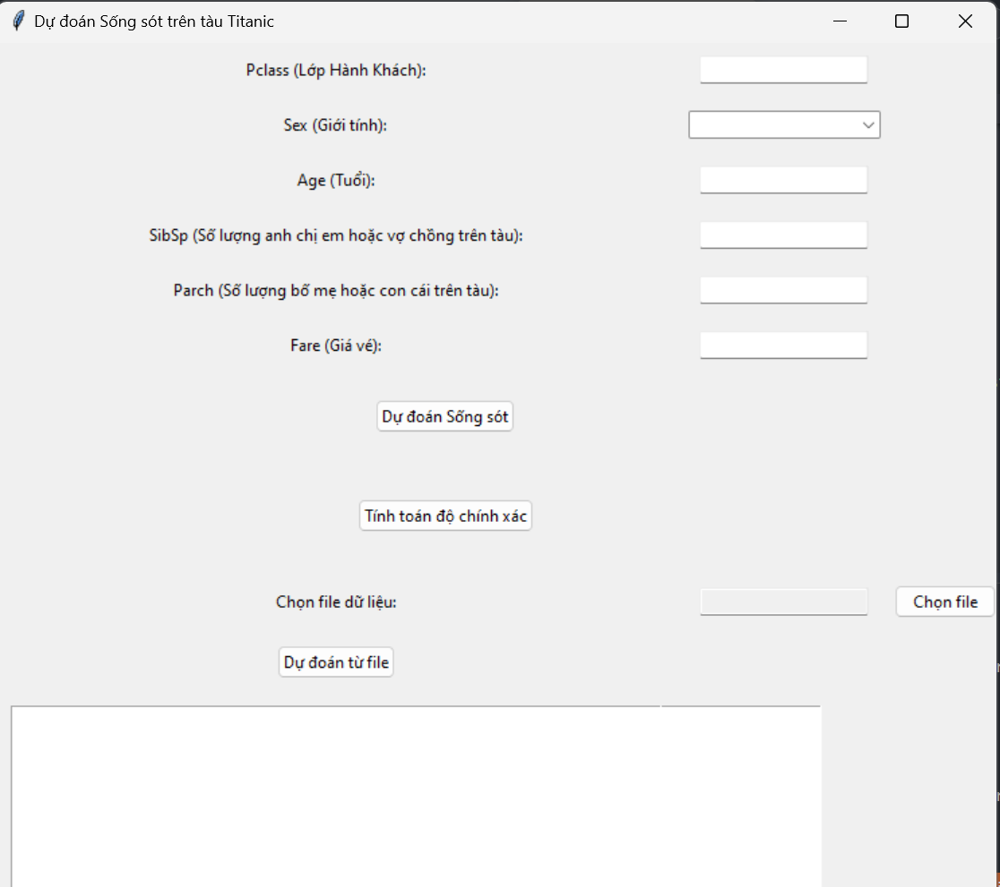 Dự đoán Sống sót trên tàu Titanic
Pclass (Lớp Hành Khách):
Sex (Giới tính):
Age (Tuổi):
SibSp (Số lượng anh chị em hoặc vợ chồng trên tàu):
Parch (Số lượng bố mẹ hoặc con cái trên tàu):
Fare (Giá vé):
Dự đoán Sống sót
Tính toán độ chính xác
Chọn file dữ liệu:
Chọn file
Dự đoán từ file